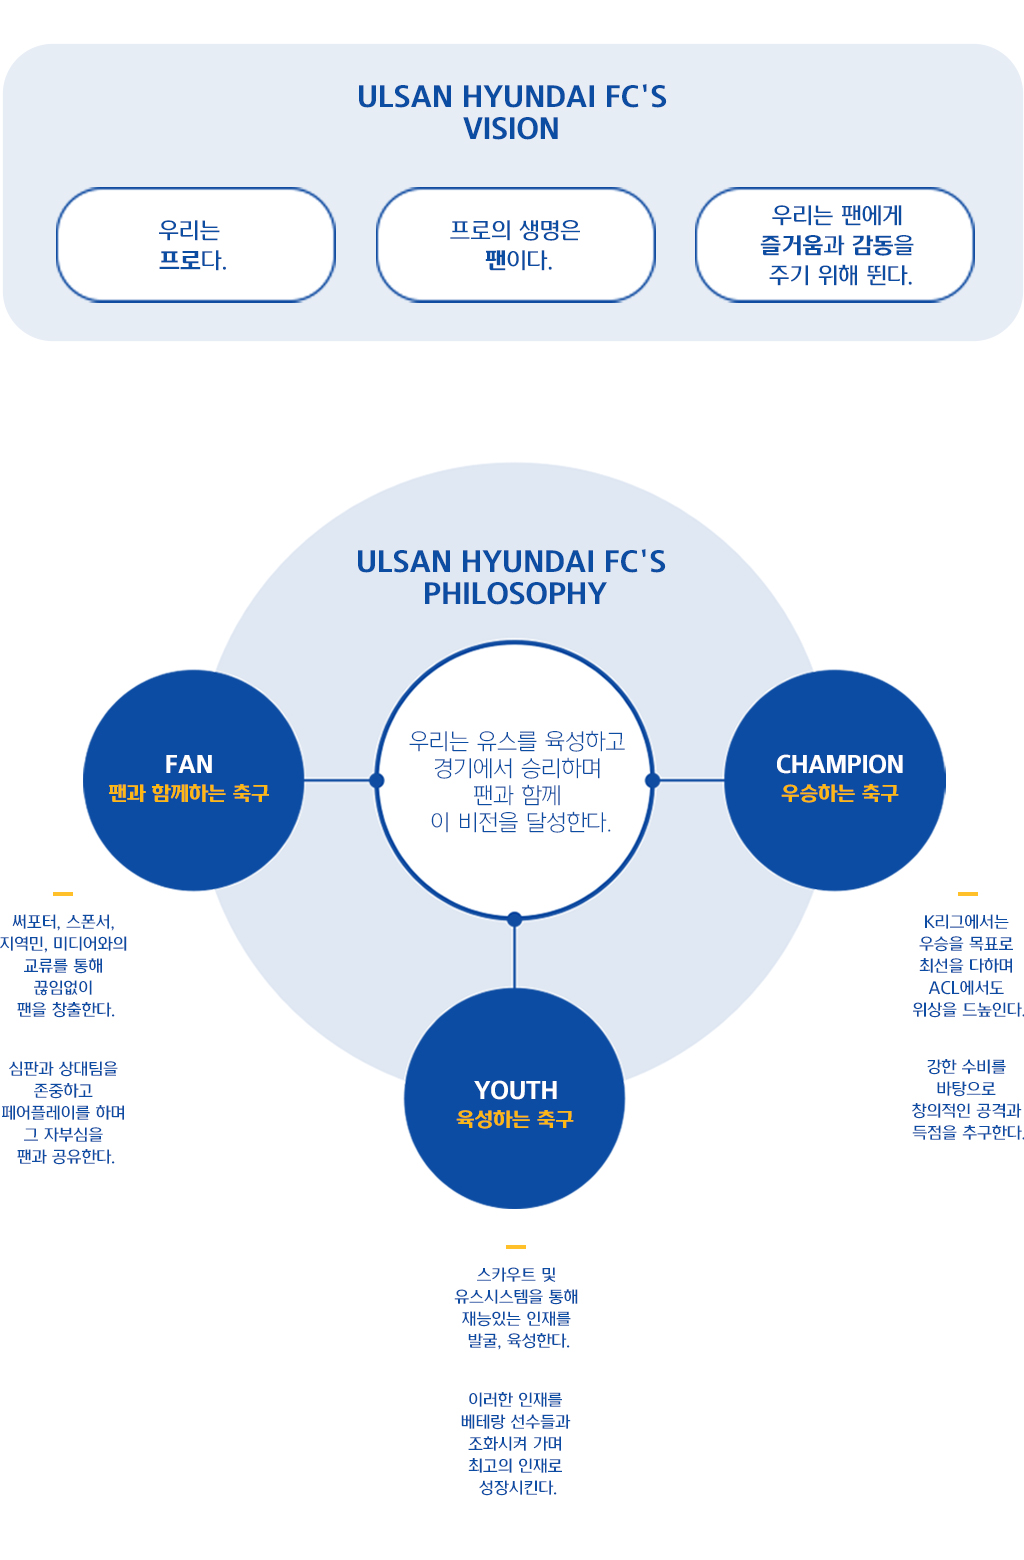 ULSAN HYUNDAI FC'S
VISION
우리는
프로다.
프로의 생명은
팬이다.
우리는 팬에게
즐거움과 감동을
주기 위해 뛴다.
ULSAN HYUNDAI FC'S
PHILOSOPHY
우리는 유스를 육성하고
경기에서 승리하며
팬과 함께
이 비전을 달성한다.
FAN
팬과 함께하는 축구
써포터, 스폰서,
지역민, 미디어와의
교류를 통해
끊임없이
팬을 창출한다.
심판과 상대팀을
존중하고
페어플레이를 하며
그 자부심을
팬과 공유한다.
CHAMPION
우승하는 축구
K리그에서는
우승을 목표로
최선을 다하며
ACL에서도
위상을 드높인다.
강한 수비를
바탕으로
창의적인 공격과
득점을 추구한다.
YOUTH
육성하는 축구
스카우트 및
유스시스템을 통해
재능있는 인재를
발굴, 육성한다.
이러한 인재를
베테랑 선수들과
조화시켜 가며
최고의 인재로
성장시킨다.